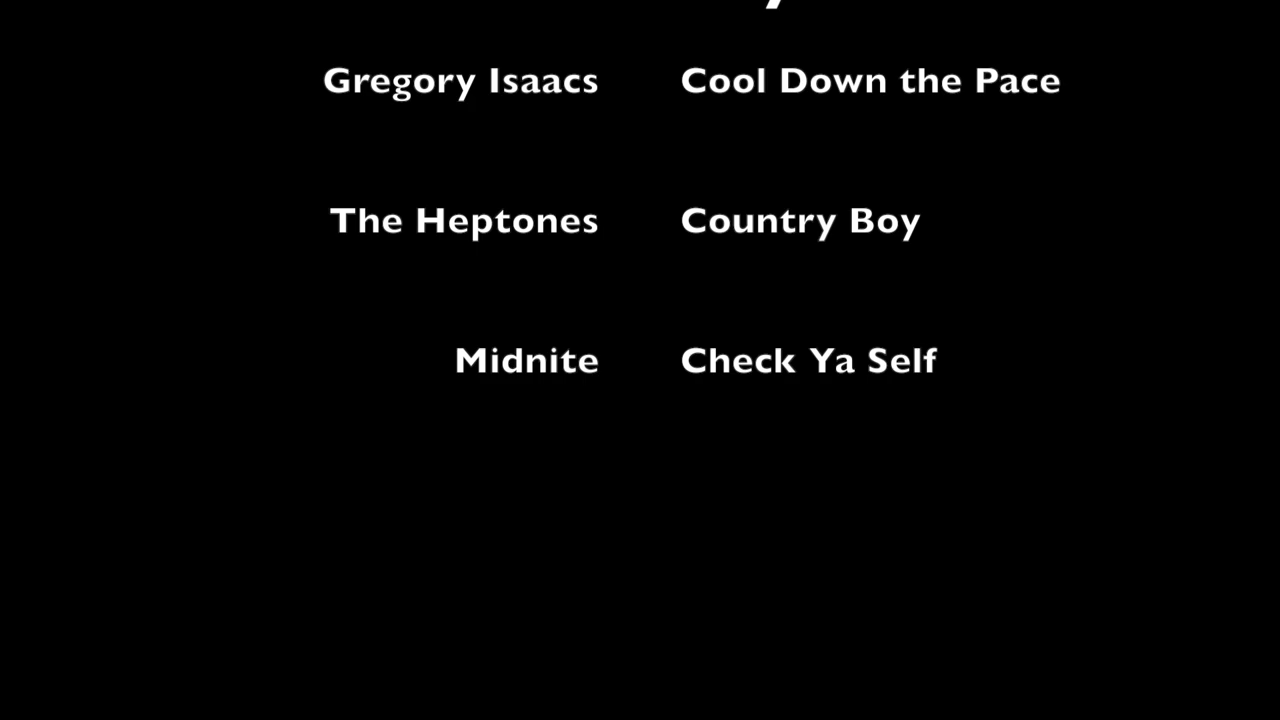 Gregory Isaacs Cool Down the Pace
The Heptones Country Boy
Midnite Check Ya Self